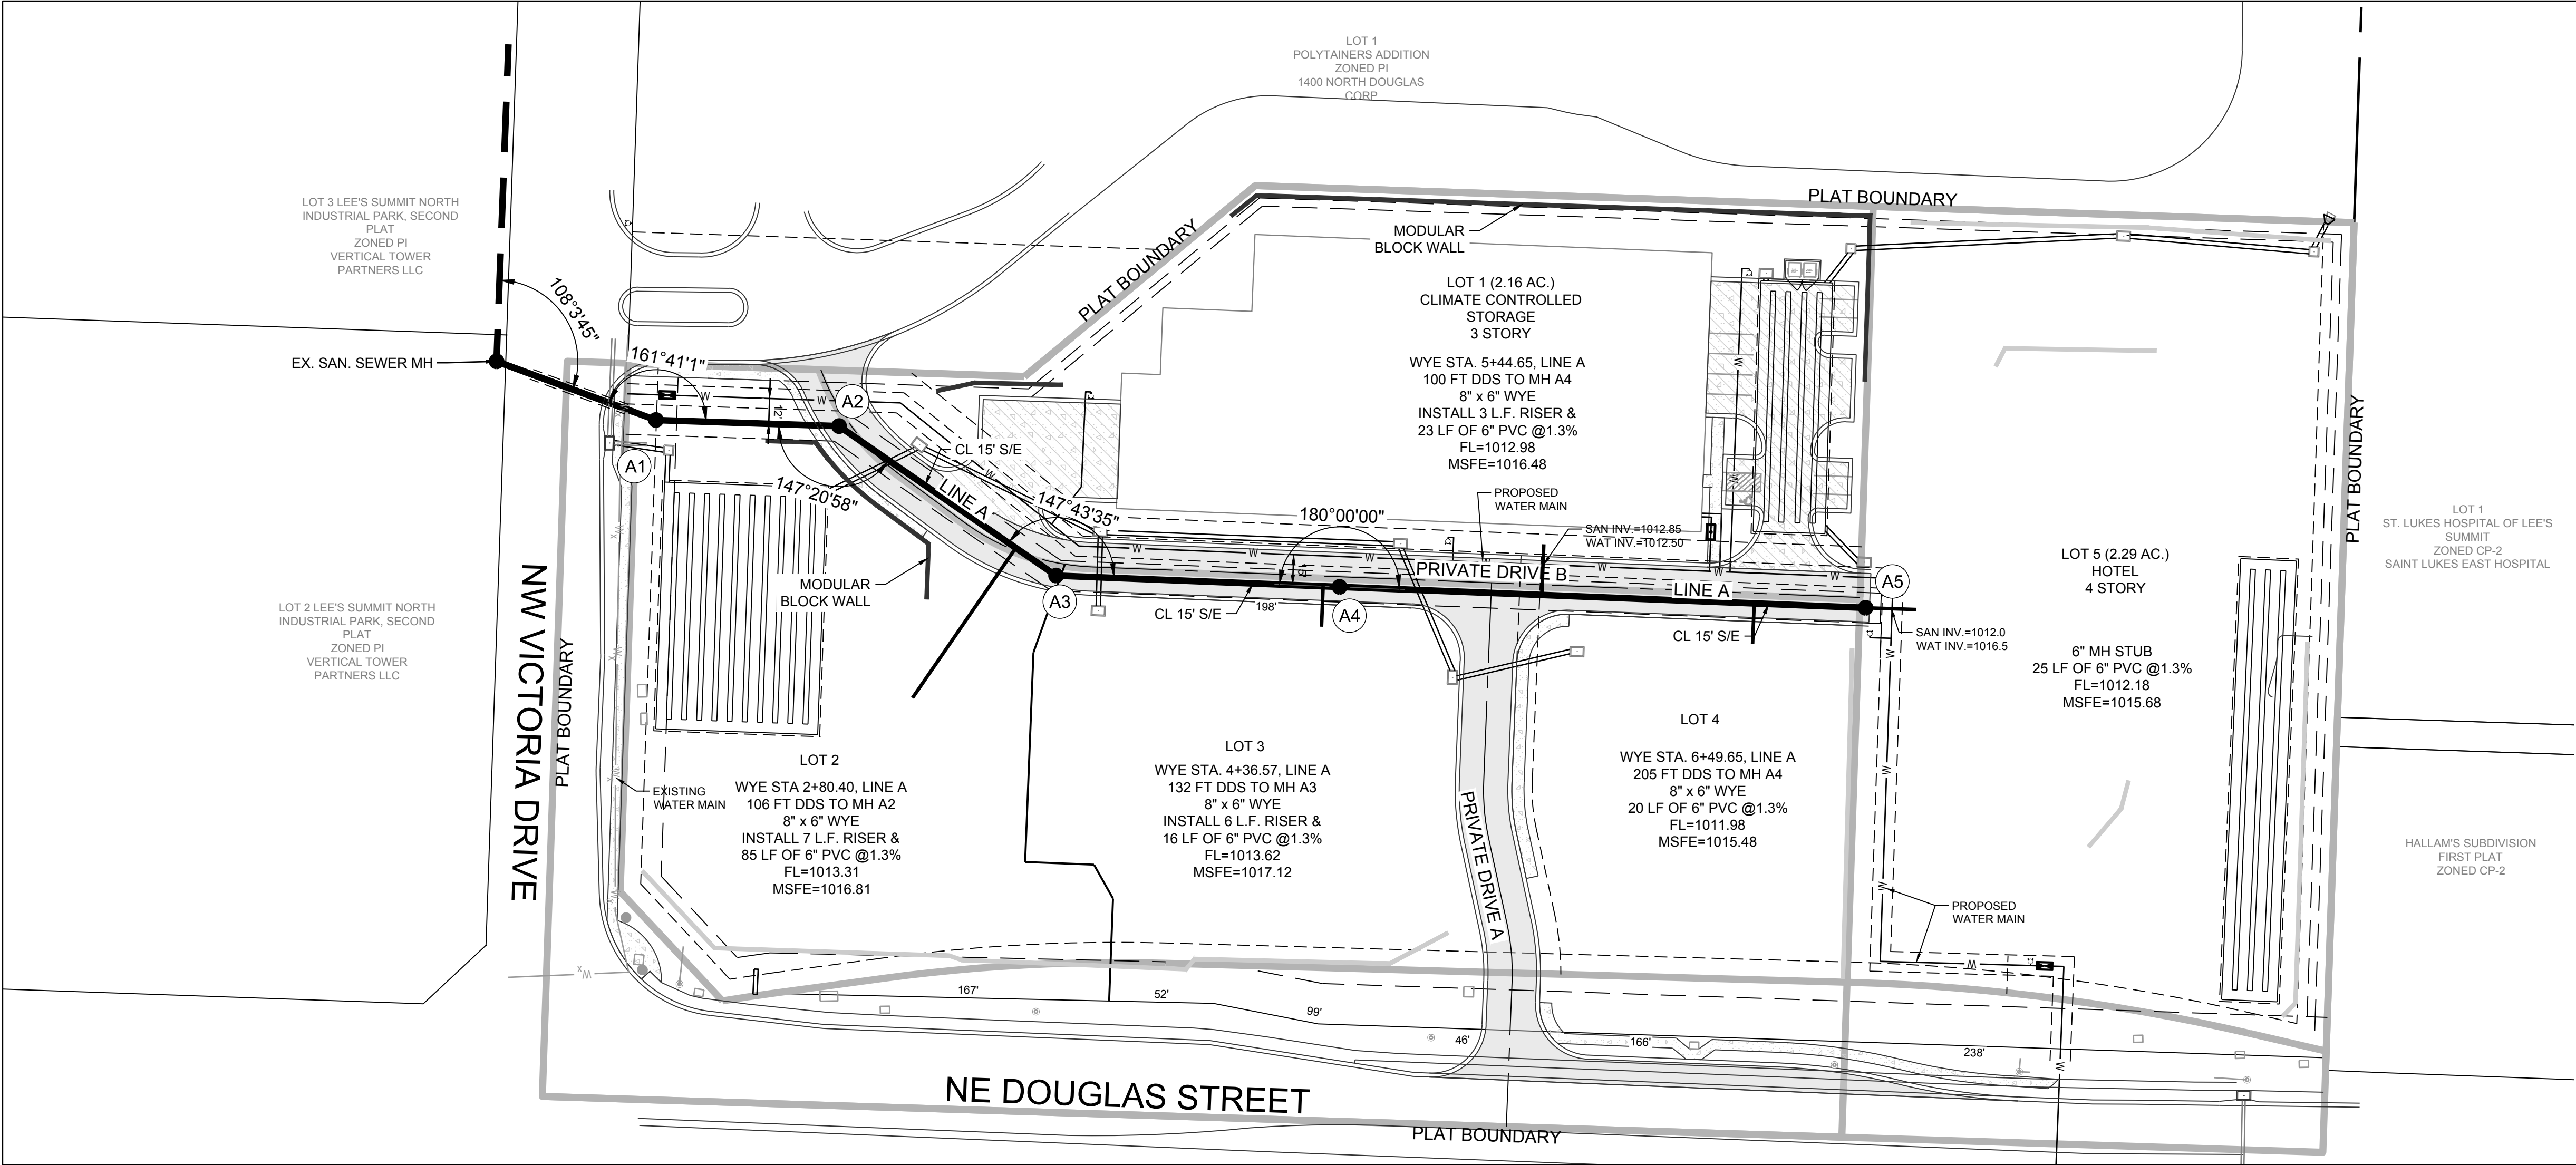 LOT 1
POLYTAINERS ADDITION
ZONED PI
1400 NORTH DOUGLAS
CORP
LOT 3 LEE'S SUMMIT NORTH
INDUSTRIAL PARK, SECOND
PLAT
ZONED PI
VERTICAL TOWER
PARTNERS LLC
PLAT BOUNDARY
PLAT BOUNDARY
MODULAR
BLOCK WALL
108°3'45"
EX. SAN. SEWER MH
161°41'1"
LOT 1 (2.16 AC.)
CLIMATE CONTROLLED
STORAGE
3 STORY
WYE STA. 5+44.65, LINE A
100 FT DDS TO MH A4
8" x 6" WYE
INSTALL 3 L.F. RISER &
23 LF OF 6" PVC @1.3%
FL=1012.98
MSFE=1016.48
A2
12'
W
W
CL 15' S/E
A1
147°20'58"
LINE A
W
147°43'35"
180°00'00"
PROPOSED
WATER MAIN
SAN INV.=1012.85
WAT INV.=1012.50
W
W
PLAT BOUNDARY
LOT 1
ST. LUKES HOSPITAL OF LEE'S
SUMMIT
ZONED CP-2
SAINT LUKES EAST HOSPITAL
LOT 5 (2.29 AC.)
HOTEL
4 STORY
W
W
W
W
W
W
W
15'
PRIVATE DRIVE B
LINE A
A5
MODULAR
BLOCK WALL
A3
CL 15' S/E
198'
A4
CL 15' S/E
SAN INV.=1012.0
WAT INV.=1016.5
LOT 2 LEE'S SUMMIT NORTH
INDUSTRIAL PARK, SECOND
PLAT
ZONED PI
VERTICAL TOWER
PARTNERS LLC
NW VICTORIA DRIVE
PLAT BOUNDARY
Wx
Wx
Wx
Wx
6" MH STUB
25 LF OF 6" PVC @1.3%
FL=1012.18
MSFE=1015.68
EXISTING
WATER MAIN
LOT 2
WYE STA 2+80.40, LINE A
106 FT DDS TO MH A2
8" x 6" WYE
INSTALL 7 L.F. RISER &
85 LF OF 6" PVC @1.3%
FL=1013.31
MSFE=1016.81
LOT 3
WYE STA. 4+36.57, LINE A
132 FT DDS TO MH A3
8" x 6" WYE
INSTALL 6 L.F. RISER &
16 LF OF 6" PVC @1.3%
FL=1013.62
MSFE=1017.12
PRIVATE DRIVE A
LOT 4
WYE STA. 6+49.65, LINE A
205 FT DDS TO MH A4
8" x 6" WYE
20 LF OF 6" PVC @1.3%
FL=1011.98
MSFE=1015.48
W
W
W
HALLAM'S SUBDIVISION
FIRST PLAT
ZONED CP-2
PROPOSED
WATER MAIN
W
W
Wx
167'
52'
99'
46'
166'
238'
NE DOUGLAS STREET
PLAT BOUNDARY